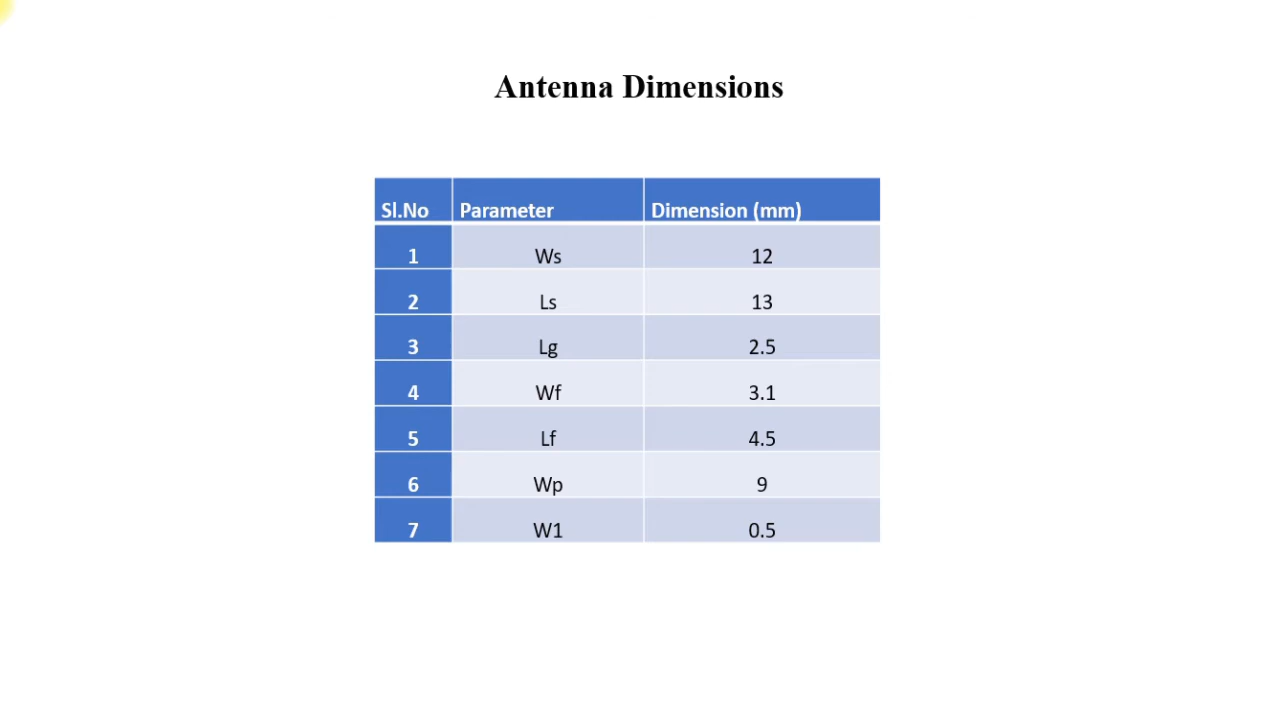 Antenna Dimensions
Sl.No Parameter Dimension (mm)
1 Ws 12
2 Ls 13
3 Lg 2.5
4 Wf 3.1
5 Lf 4.5
6 Wp 9
7 W1 0.5